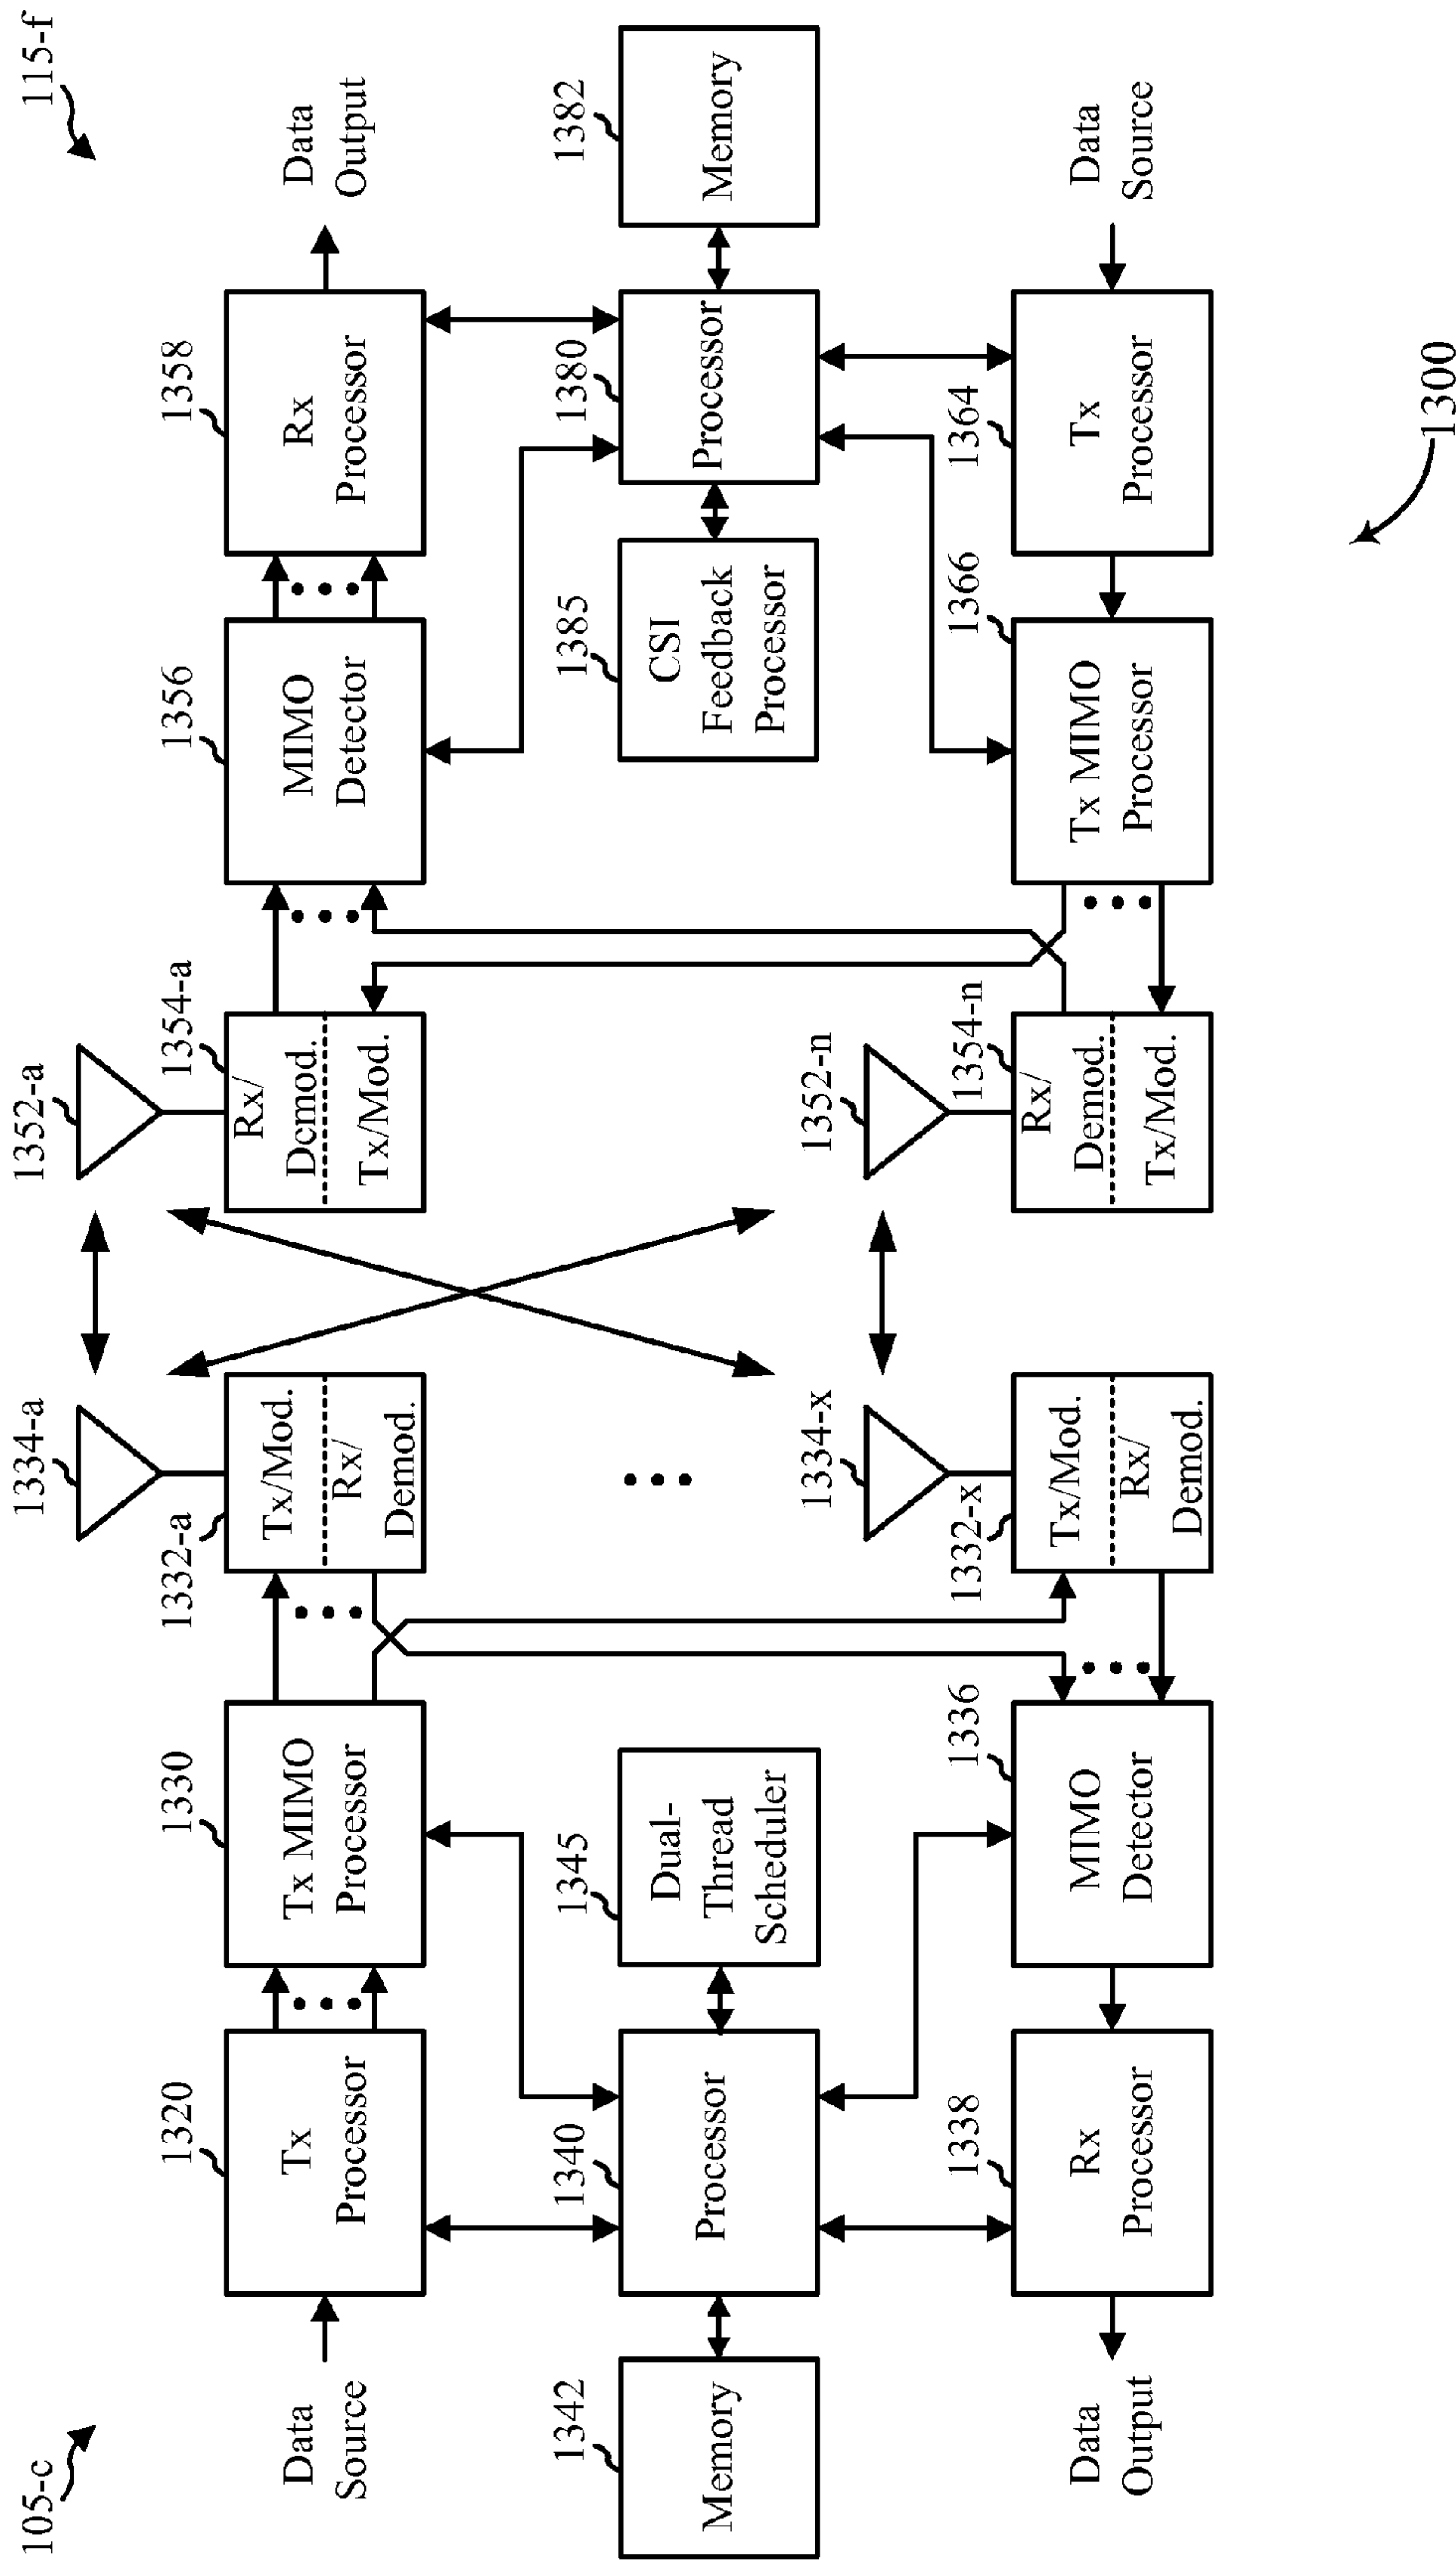 105-c
115-f
1334-a
1352-a
1320
1330
1332-a
1354-a
1356
1358
Data
Source
Tx
Processor
Tx MIMO
Processor
Tx/Mod.
Rx/
Demod.
Rx/
Demod.
Tx/Mod.
MIMO
Detector
Rx
Processor
Data
Output
1342
1340
1345
1385
1380
1382
Memory
Processor
Dual-
Thread
Scheduler
CSI
Feedback
Processor
Processor
Memory
1334-x
1352-n
1338
1336
1332-x
1354-n
1366
1364
Data
Output
Rx
Processor
MIMO
Detector
Tx/Mod.
Rx/
Demod.
Rx/
Demod.
Tx/Mod.
Tx MIMO
Processor
Tx
Processor
Data
Source
1300